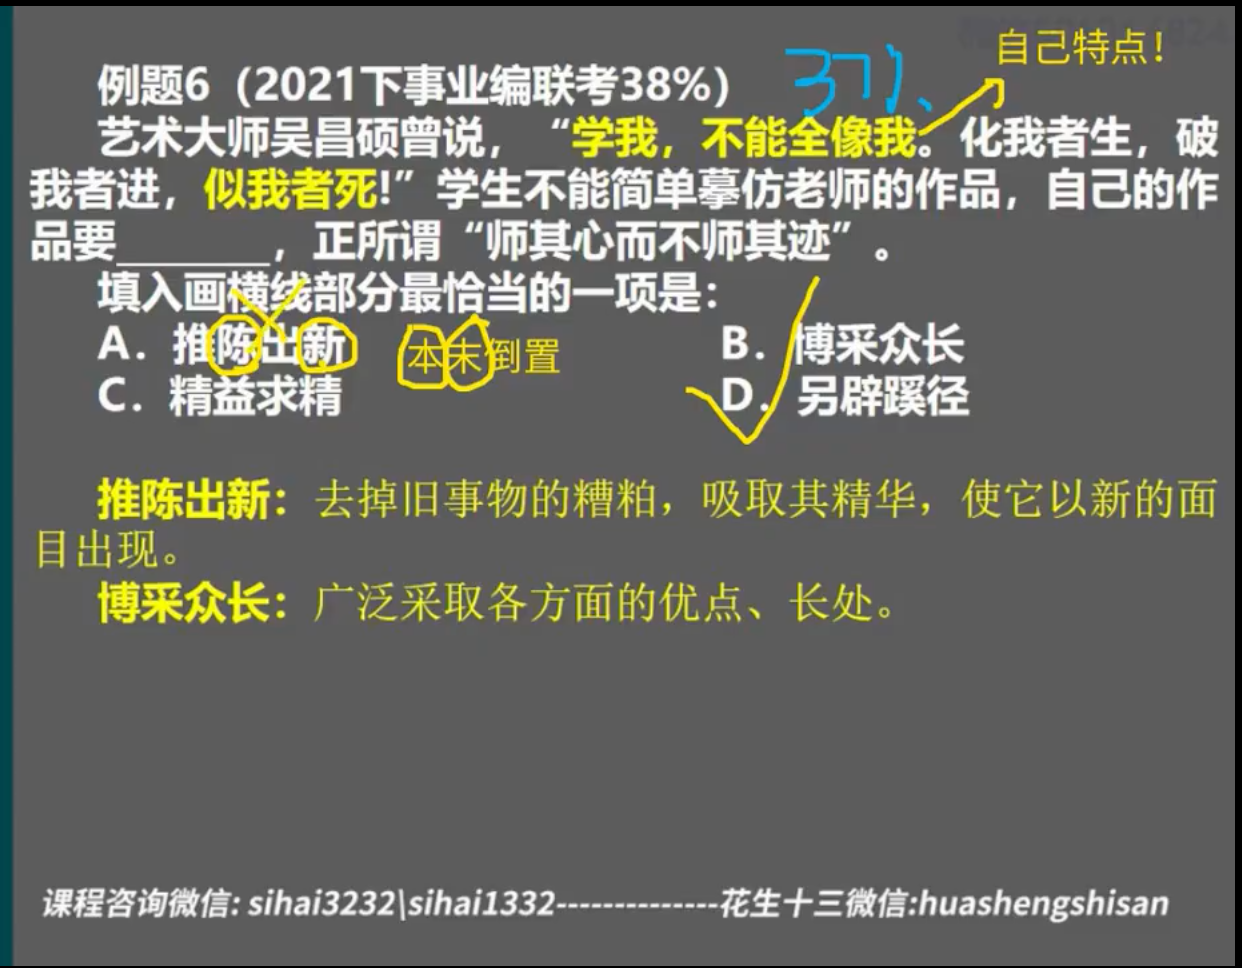 自己特点！
例题6（2021下事业编联考38%）
艺术大师吴昌硕曾说，“学我，不能全像我。化我者生，破
我者进，似我者死！”学生不能简单摹仿老师的作品，自己的作
品要_______，正所谓“师其心而不师其迹”。
填入画横线部分最恰当的一项是：
A. 推陈出新 本末倒置 B. 博采众长
C. 精益求精 D. 另辟蹊径
推陈出新：去掉旧事物的糟粕，吸取其精华，使它以新的面
目出现。
博采众长：广泛采取各方面的优点、长处。
课程咨询微信: sihai3232\sihai1332--------------花生十三微信:huashengshisan